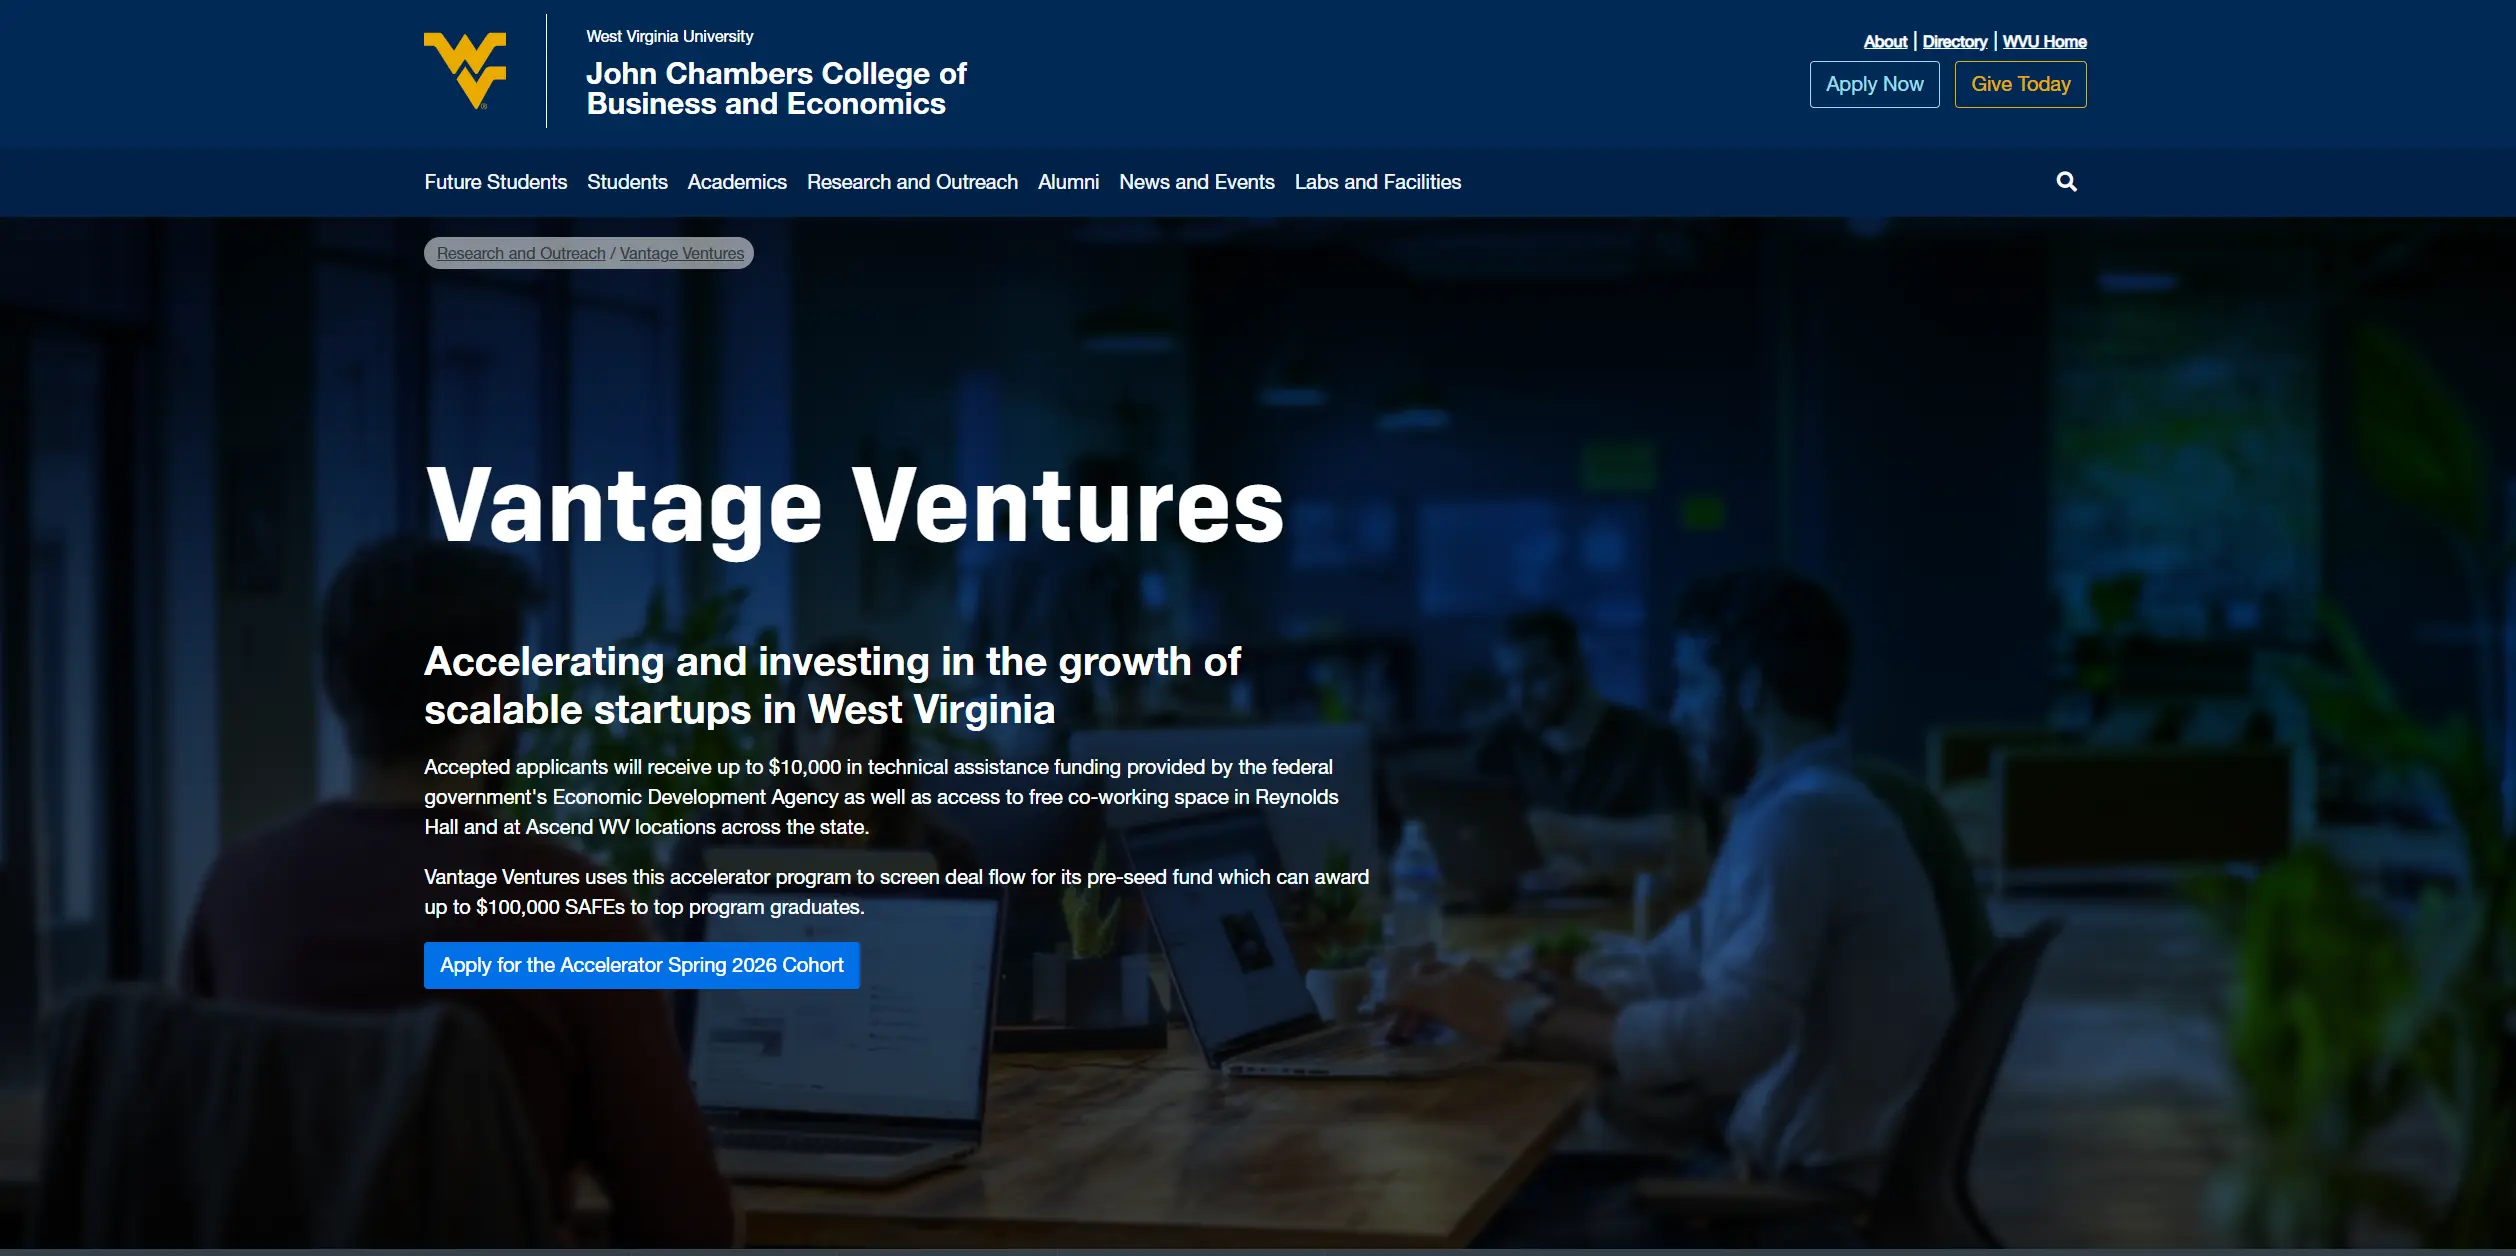 West Virginia University
John Chambers College of
Business and Economics
About | Directory | WVU Home
Apply Now
Give Today
Future Students
Students
Academics
Research and Outreach
Alumni
News and Events
Labs and Facilities
Research and Outreach / Vantage Ventures
Vantage Ventures
Accelerating and investing in the growth of
scalable startups in West Virginia
Accepted applicants will receive up to $10,000 in technical assistance funding provided by the federal
government's Economic Development Agency as well as access to free co-working space in Reynolds
Hall and at Ascend WV locations across the state.
Vantage Ventures uses this accelerator program to screen deal flow for its pre-seed fund which can award
up to $100,000 SAFEs to top program graduates.
Apply for the Accelerator Spring 2026 Cohort